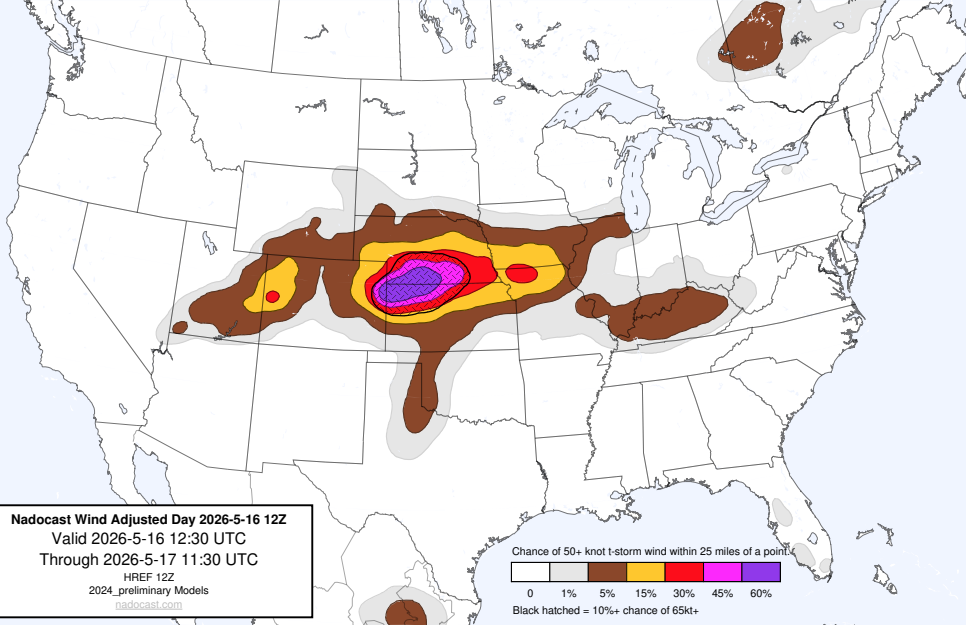 Nadocast Wind Adjusted Day 2026-5-16 12Z
Valid 2026-5-16 12:30 UTC
Through 2026-5-17 11:30 UTC
HREF 12Z
2024_preliminary Models
nadocast.com
Chance of 50+ knot t-storm wind within 25 miles of a point.
0 1% 5% 15% 30% 45% 60%
Black hatched = 10%+ chance of 65kt+